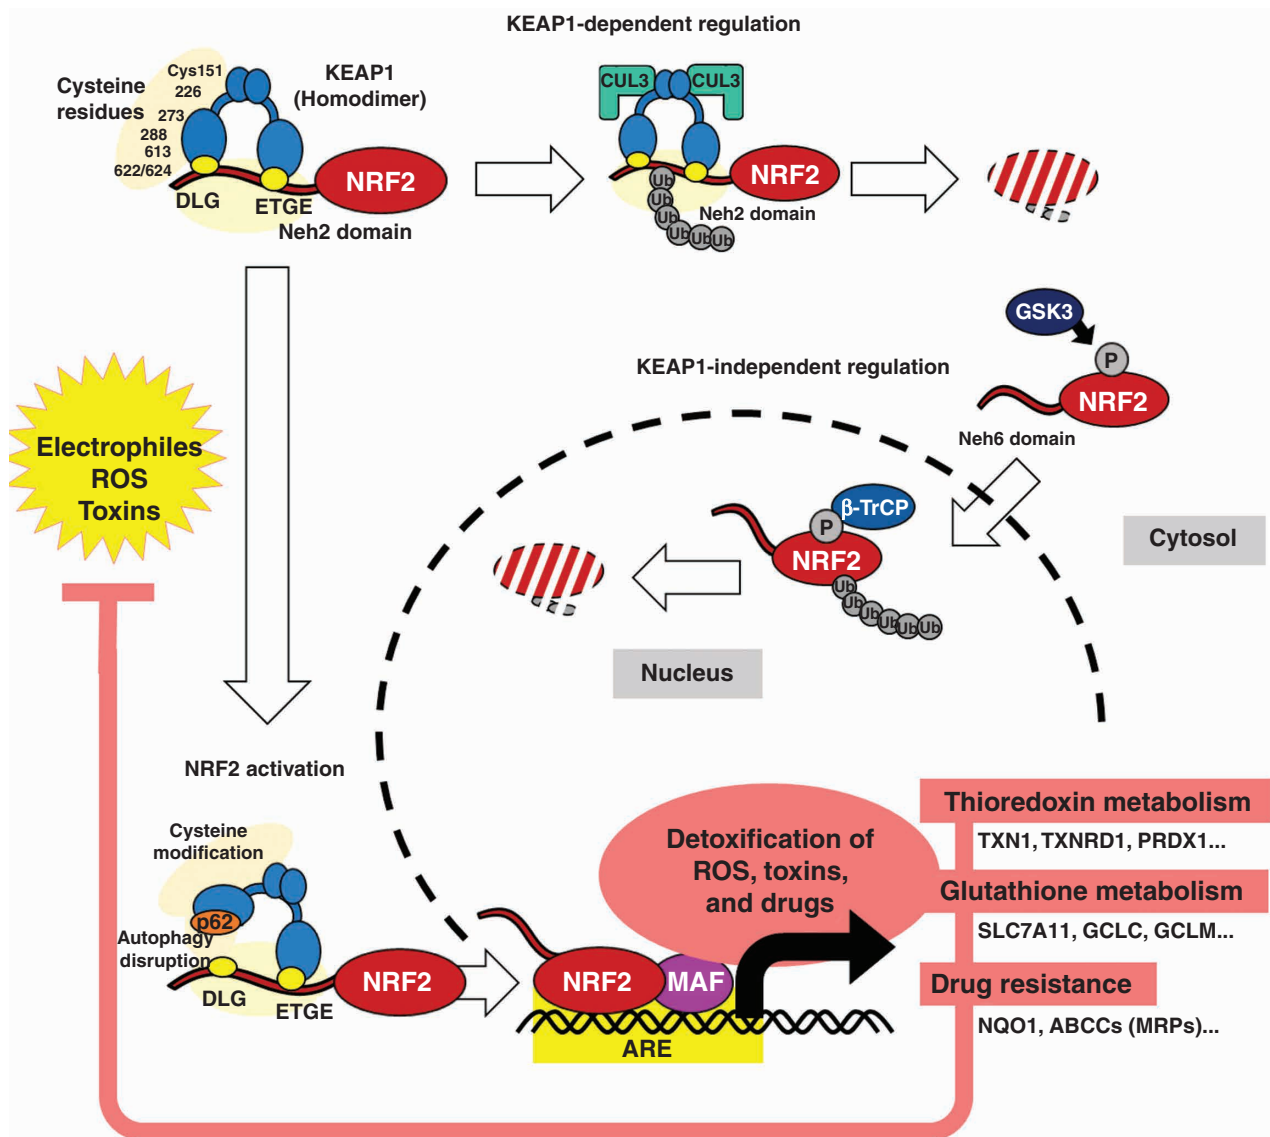 KEAP1-dependent regulation
Cysteine
residues
Cys151
226
273
288
613
622/624
KEAP1
(Homodimer)
NRF2
DLG
ETGE
Neh2 domain
CUL3
CUL3
NRF2
Neh2 domain
Ub
Ub
Ub
Ub
Ub
Ub
GSK3
P
NRF2
Neh6 domain
KEAP1-independent regulation
Electrophiles
ROS
Toxins
β-TrCP
P
NRF2
Ub
Ub
Ub
Ub
Ub
Ub
Cytosol
Nucleus
NRF2 activation
Cysteine
modification
p62
Autophagy
disruption
DLG
ETGE
NRF2
NRF2
MAF
ARE
Detoxification of
ROS, toxins,
and drugs
Thioredoxin metabolism
TXN1, TXNRD1, PRDX1...
Glutathione metabolism
SLC7A11, GCLC, GCLM...
Drug resistance
NQO1, ABCCs (MRPs)...